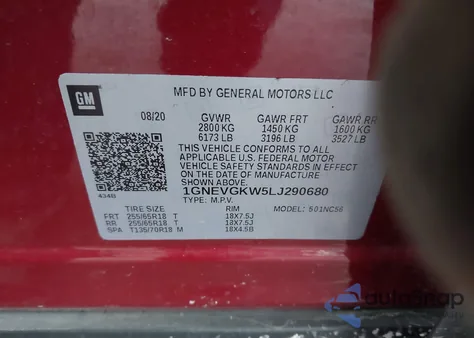 GM
MFD BY GENERAL MOTORS LLC
08/20 GVWR GAWR FRT GAWR RR
2800 KG 1450 KG 1600 KG
6173 LB 3196 LB 3527 LB
THIS VEHICLE CONFORMS TO ALL
APPLICABLE U.S. FEDERAL MOTOR
VEHICLE SAFETY STANDARDS IN EFFECT
ON THE DATE OF MANUFACTURE
SHOWN ABOVE.
1GNEVGKW5LJ290680
434B TYPE: M.P.V.
TIRE SIZE RIM MODEL: 501NC56
FRT 255/65R18 T 18X7.5J
RR 255/65R18 T 18X7.5J
SPA T135/70R18 M 18X4.5B
autosnap